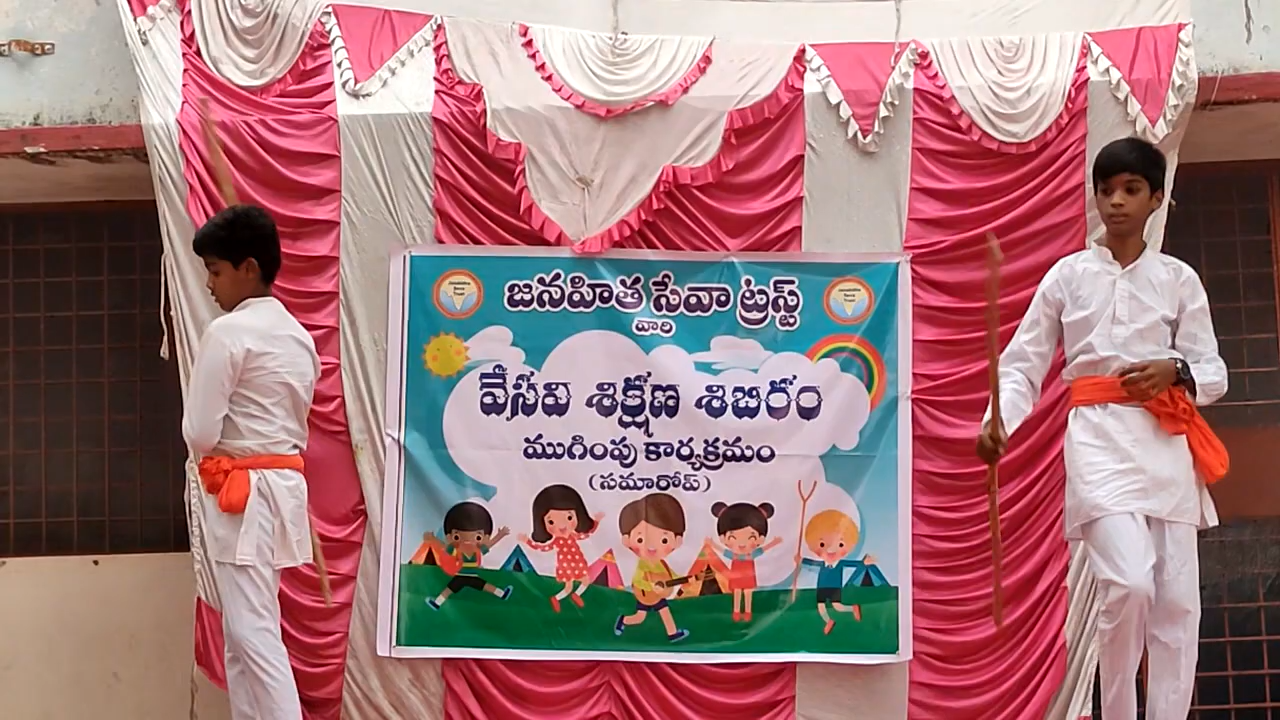 జనహిత సేవా ట్రస్ట్
వారి
వేసవి శిక్షణ శిబిరం
ముగింపు కార్యక్రమం
(సమారోప్)